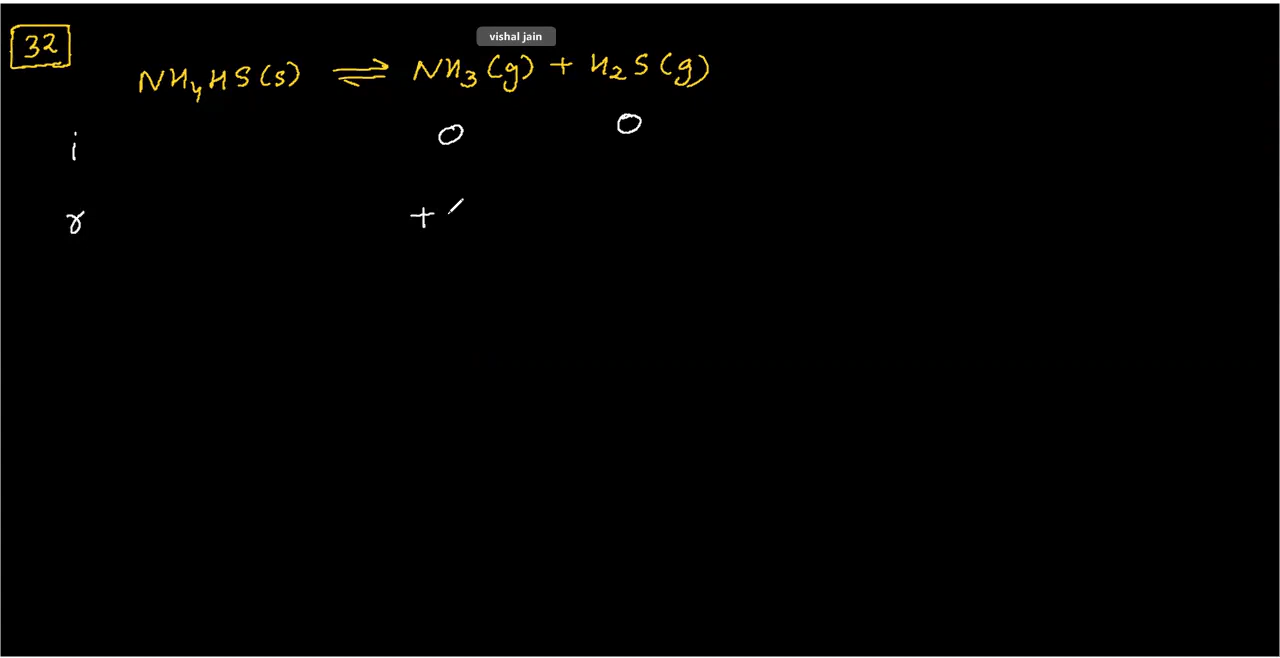 32
vishal jain
NH4HS(s) ⇌ NH3(g) + H2S(g)
i 0 0
r +